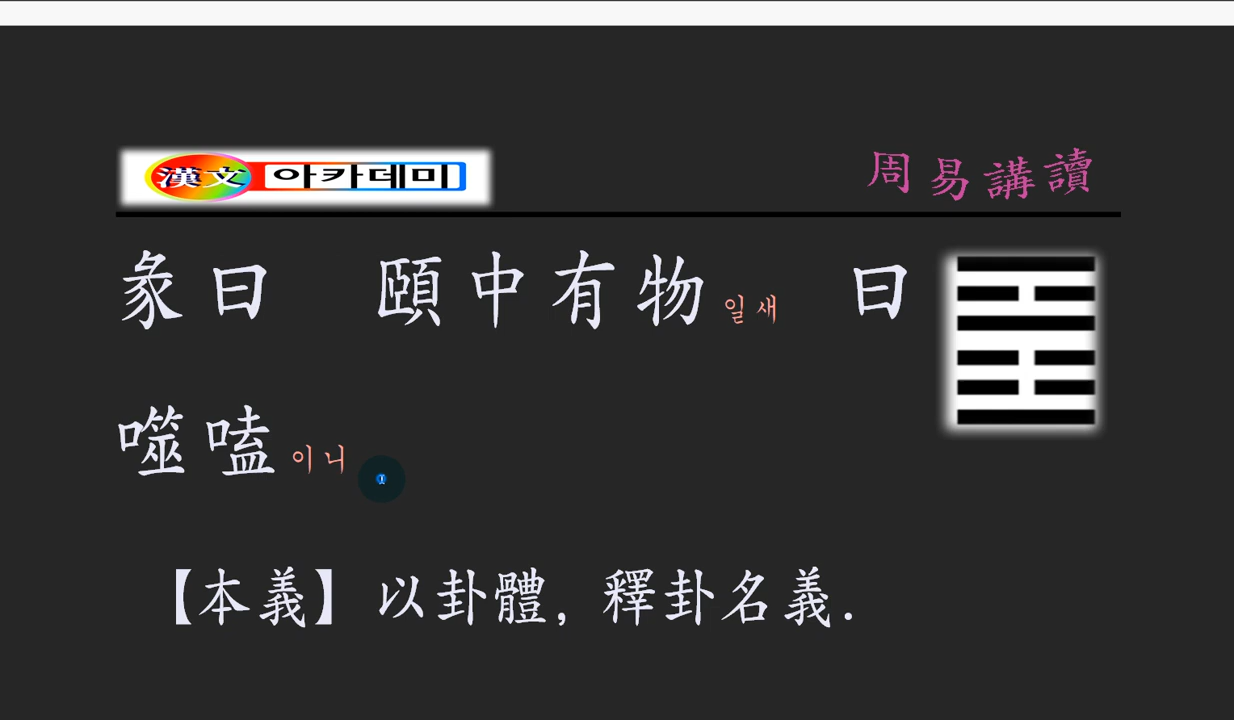 漢文 아카데미
周易講讀
彖曰 頤中有物일새 曰
噬嗑이니
【本義】以卦體, 釋卦名義.